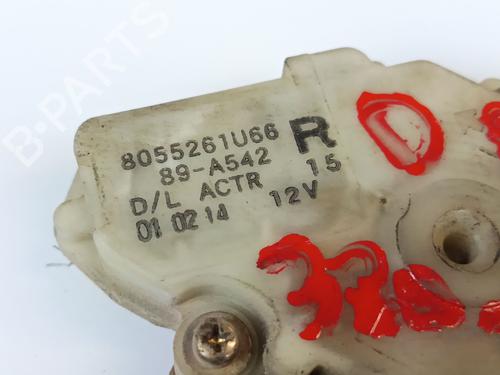 B-PARTS
8055261U66 R
89-A542 15
D/L ACTR 12V
01 02 14
D